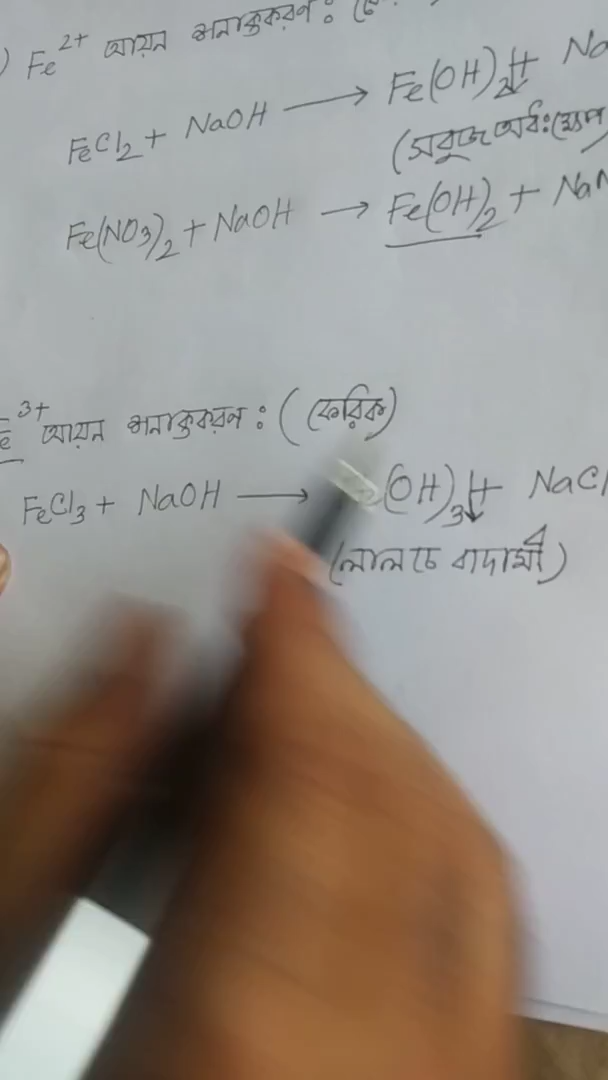 ) Fe²⁺ আয়ন শনাক্তকরণ : (
FeCl₂ + NaOH ⟶ Fe(OH)₂↓ + Na
(সবুজ অধঃক্ষেপ)
Fe(NO₃)₂ + NaOH → Fe(OH)₂ + NaN
³⁺ আয়ন শনাক্তকরণ : (ফেরিক)
FeCl₃ + NaOH ⟶ (OH)₃↓ + NaCl
(লালচে বাদামী)